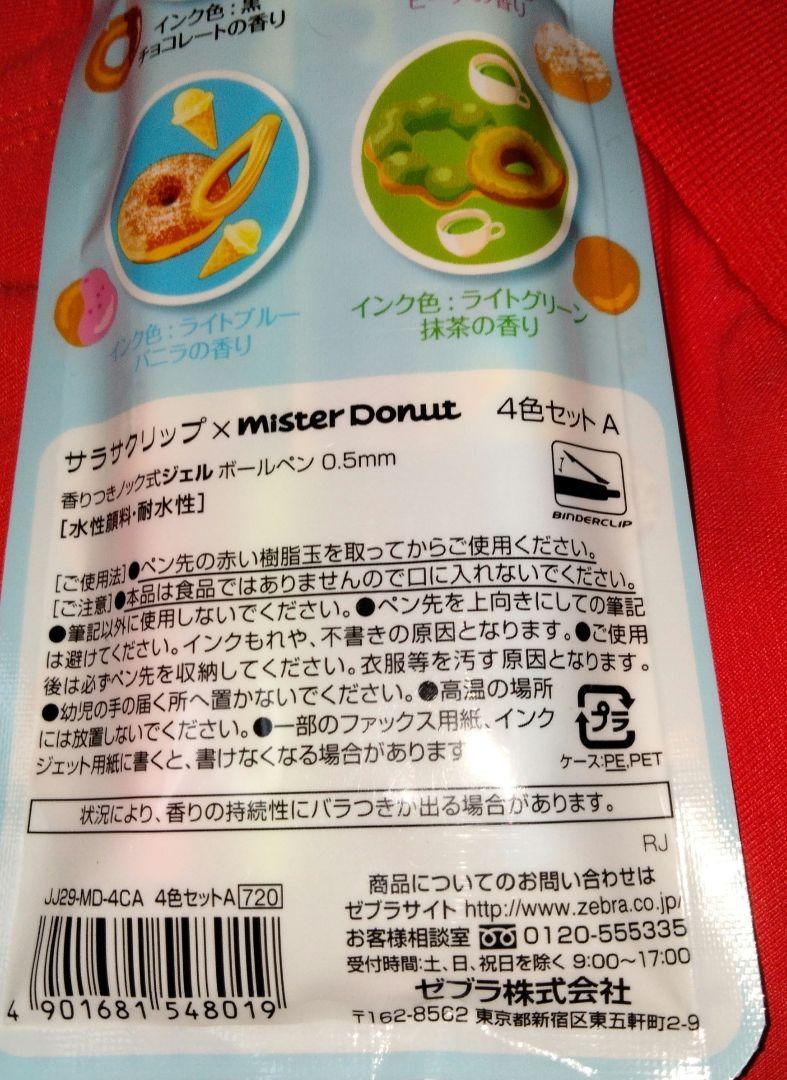 インク色：黒
チョコレートの香り
の香り
インク色：ライトブルー
バニラの香り
インク色：ライトグリーン
抹茶の香り
サラサクリップ×mister Donut 4色セット A
香りつきノック式ジェル ボールペン 0.5mm
[水性顔料・耐水性]
BINDERCLIP
[ご使用法]●ペン先の赤い樹脂玉を取ってからご使用ください。
[ご注意]●本品は食品ではありませんので口に入れないでください。
●筆記以外に使用しないでください。●ペン先を上向きにしての筆記
は避けてください。インクもれや、不書きの原因となります。●ご使用
後は必ずペン先を収納してください。衣服等を汚す原因となります。
●幼児の手の届く所へ置かないでください。●高温の場所
には放置しないでください。●一部のファックス用紙、インク
ジェット用紙に書くと、書けなくなる場合があります
プラ
ケース:PE,PET
状況により、香りの持続性にバラつきが出る場合があります。
RJ
JJ29-MD-4CA 4色セットA 720
4 901681 548019
商品についてのお問い合わせは
ゼブラサイト http://www.zebra.co.jp/
お客様相談室 0120-555335
受付時間:土、日、祝日を除く 9:00～17:00
ゼブラ株式会社
〒162-8562 東京都新宿区東五軒町2-9